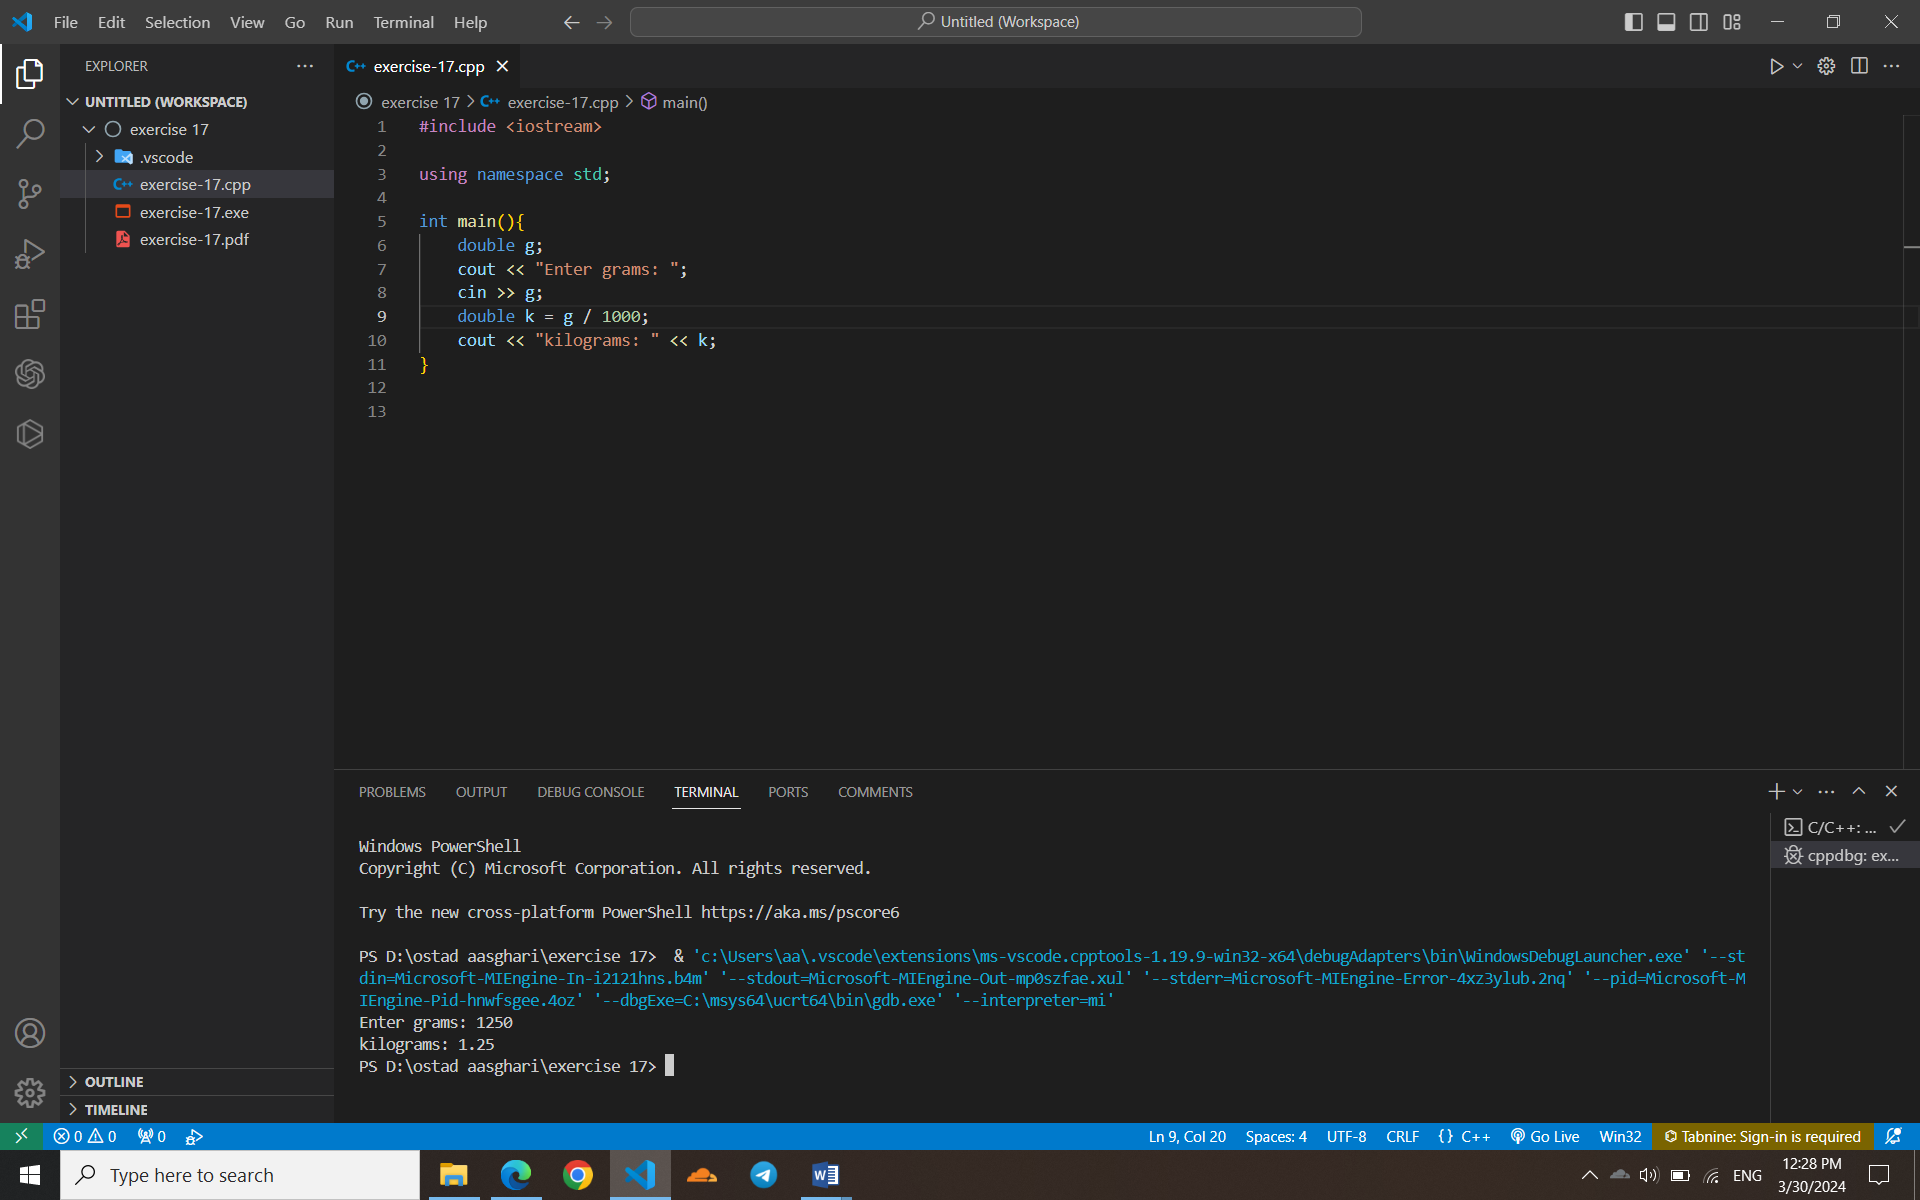 File Edit Selection View Go Run Terminal Help
Untitled (Workspace)
EXPLORER
UNTITLED (WORKSPACE)
exercise 17
.vscode
exercise-17.cpp
exercise-17.exe
exercise-17.pdf
OUTLINE
TIMELINE
exercise-17.cpp
exercise 17 > exercise-17.cpp > main()
1 #include <iostream>
2
3 using namespace std;
4
5 int main(){
6 double g;
7 cout << "Enter grams: ";
8 cin >> g;
9 double k = g / 1000;
10 cout << "kilograms: " << k;
11 }
12
13
PROBLEMS OUTPUT DEBUG CONSOLE TERMINAL PORTS COMMENTS
Windows PowerShell
Copyright (C) Microsoft Corporation. All rights reserved.
Try the new cross-platform PowerShell https://aka.ms/pscore6
PS D:\ostad aasghari\exercise 17>  & 'c:\Users\aa\.vscode\extensions\ms-vscode.cpptools-1.19.9-win32-x64\debugAdapters\bin\WindowsDebugLauncher.exe' '--st
din=Microsoft-MIEngine-In-i2121hns.b4m' '--stdout=Microsoft-MIEngine-Out-mp0szfae.xul' '--stderr=Microsoft-MIEngine-Error-4xz3ylub.2nq' '--pid=Microsoft-M
IEngine-Pid-hnwfsgee.4oz' '--dbgExe=C:\msys64\ucrt64\bin\gdb.exe' '--interpreter=mi'
Enter grams: 1250
kilograms: 1.25
PS D:\ostad aasghari\exercise 17>
C/C++: ...
cppdbg: ex...
0 0 0 Ln 9, Col 20 Spaces: 4 UTF-8 CRLF {} C++ Go Live Win32 Tabnine: Sign-in is required
Type here to search
ENG
12:28 PM
3/30/2024